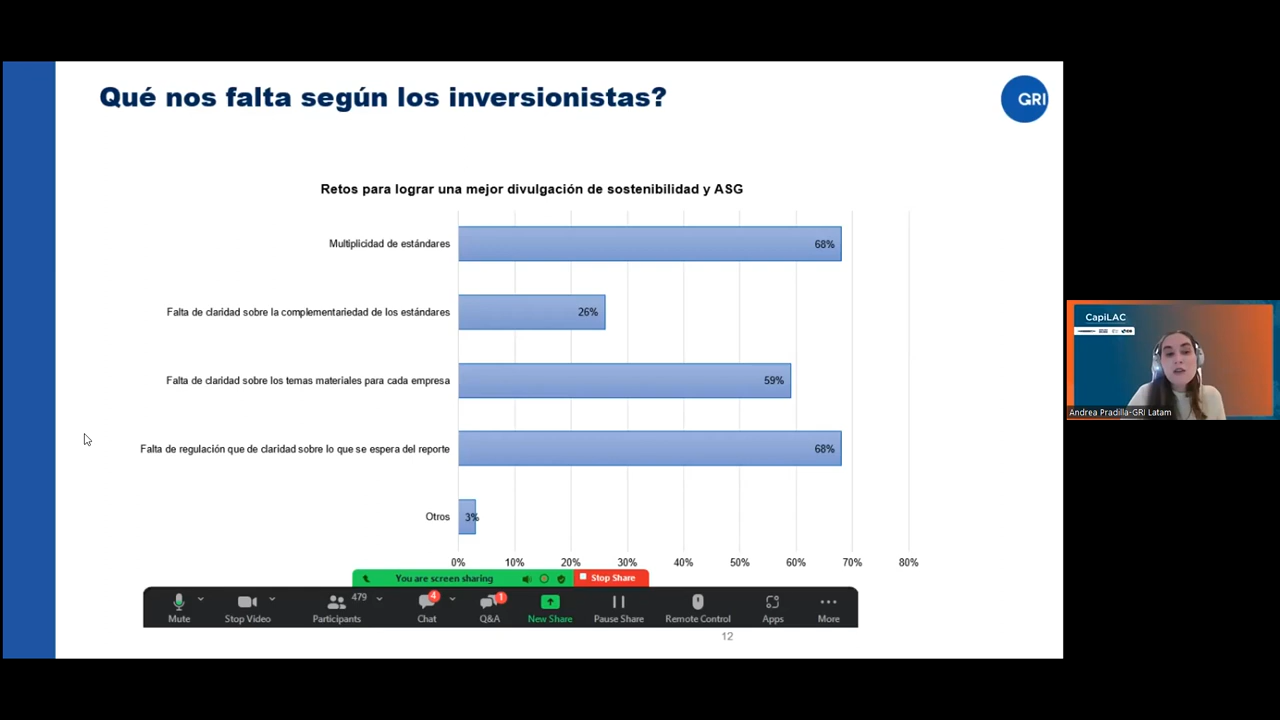 Qué nos falta según los inversionistas?
GRI
Retos para lograr una mejor divulgación de sostenibilidad y ASG
Multiplicidad de estándares
68%
Falta de claridad sobre la complementariedad de los estándares
26%
Falta de claridad sobre los temas materiales para cada empresa
59%
Falta de regulación que de claridad sobre lo que se espera del reporte
68%
Otros
3%
0% 10% 20% 30% 40% 50% 60% 70% 80%
CapiLAC
Andrea Pradilla-GRI Latam
You are screen sharing
Stop Share
479
4
1
Mute
Stop Video
Participants
Chat
Q&A
New Share
Pause Share
Remote Control
Apps
More
12